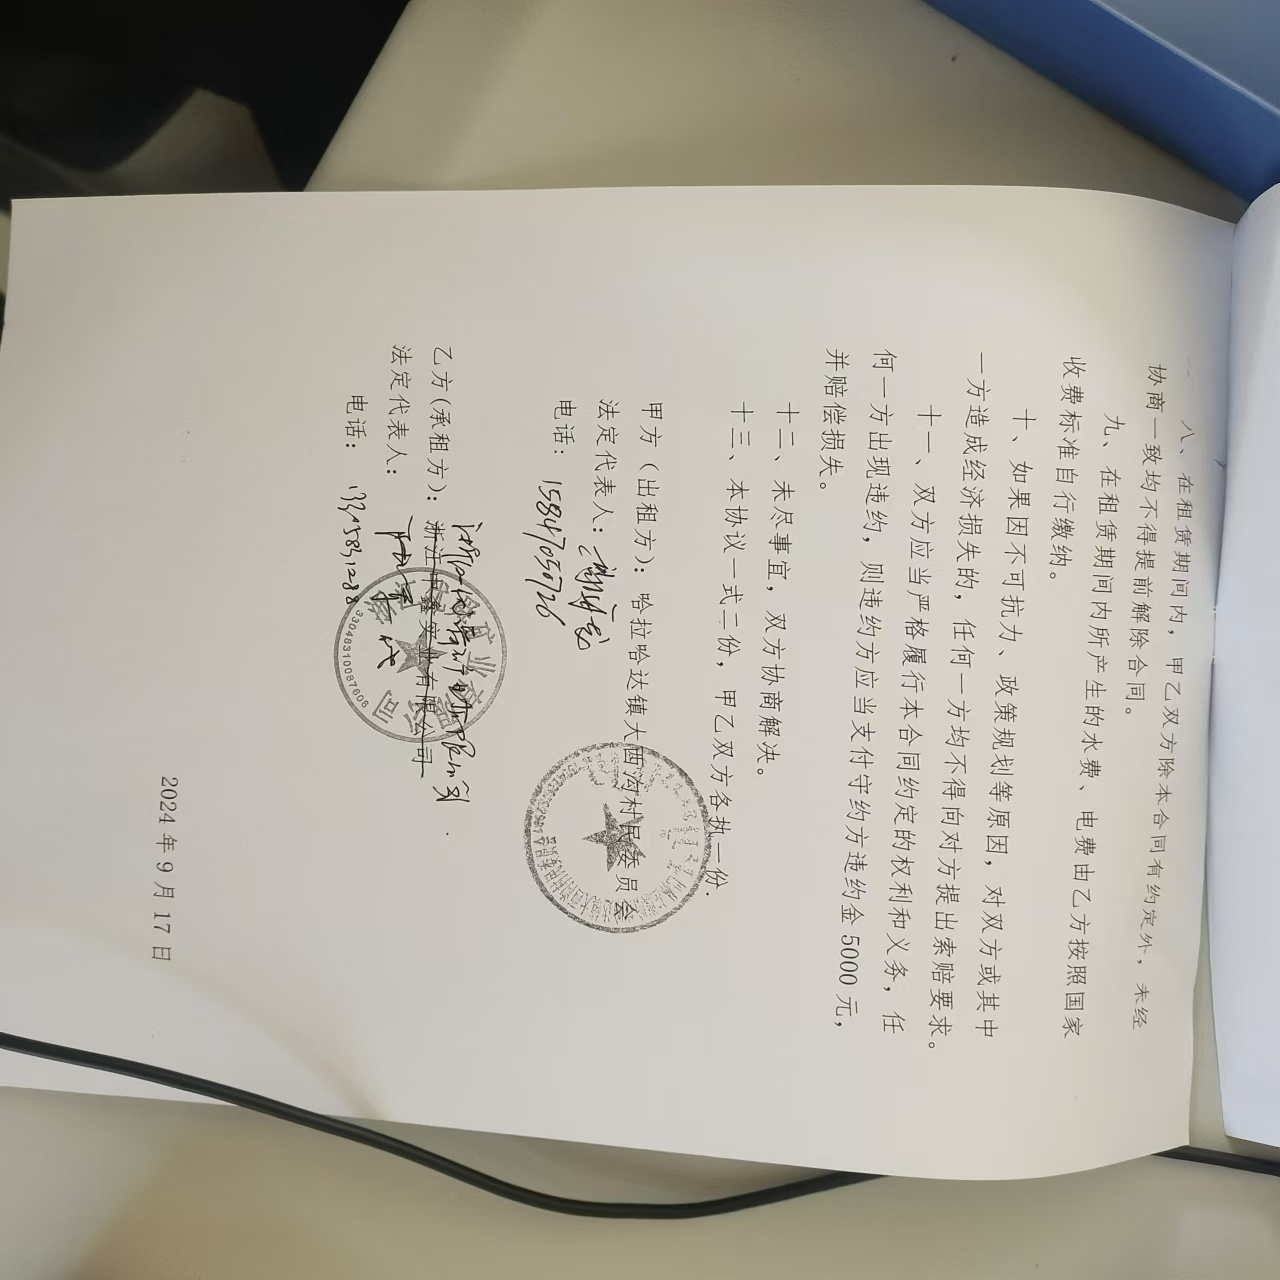 八、在租赁期间内，甲乙双方除本合同有约定外，未经
协商一致均不得提前解除合同。
九、在租赁期间内所产生的水费、电费由乙方按照国家
收费标准自行缴纳。
十、如果因不可抗力、政策规划等原因，对双方或其中
一方造成经济损失的，任何一方均不得向对方提出索赔要求。
十一、双方应当严格履行本合同约定的权利和义务，任
何一方出现违约，则违约方应当支付守约方违约金 5000 元，
并赔偿损失。
十二、未尽事宜，双方协商解决。
十三、本协议一式二份，甲乙双方各执一份.
甲方（出租方）：哈拉哈达镇大西沟村民委员会
法定代表人：
电话：15847050726
乙方（承租方）：浙江 业有限公司
法定代表人：
电话：
33048310087606
2024 年 9 月 17 日